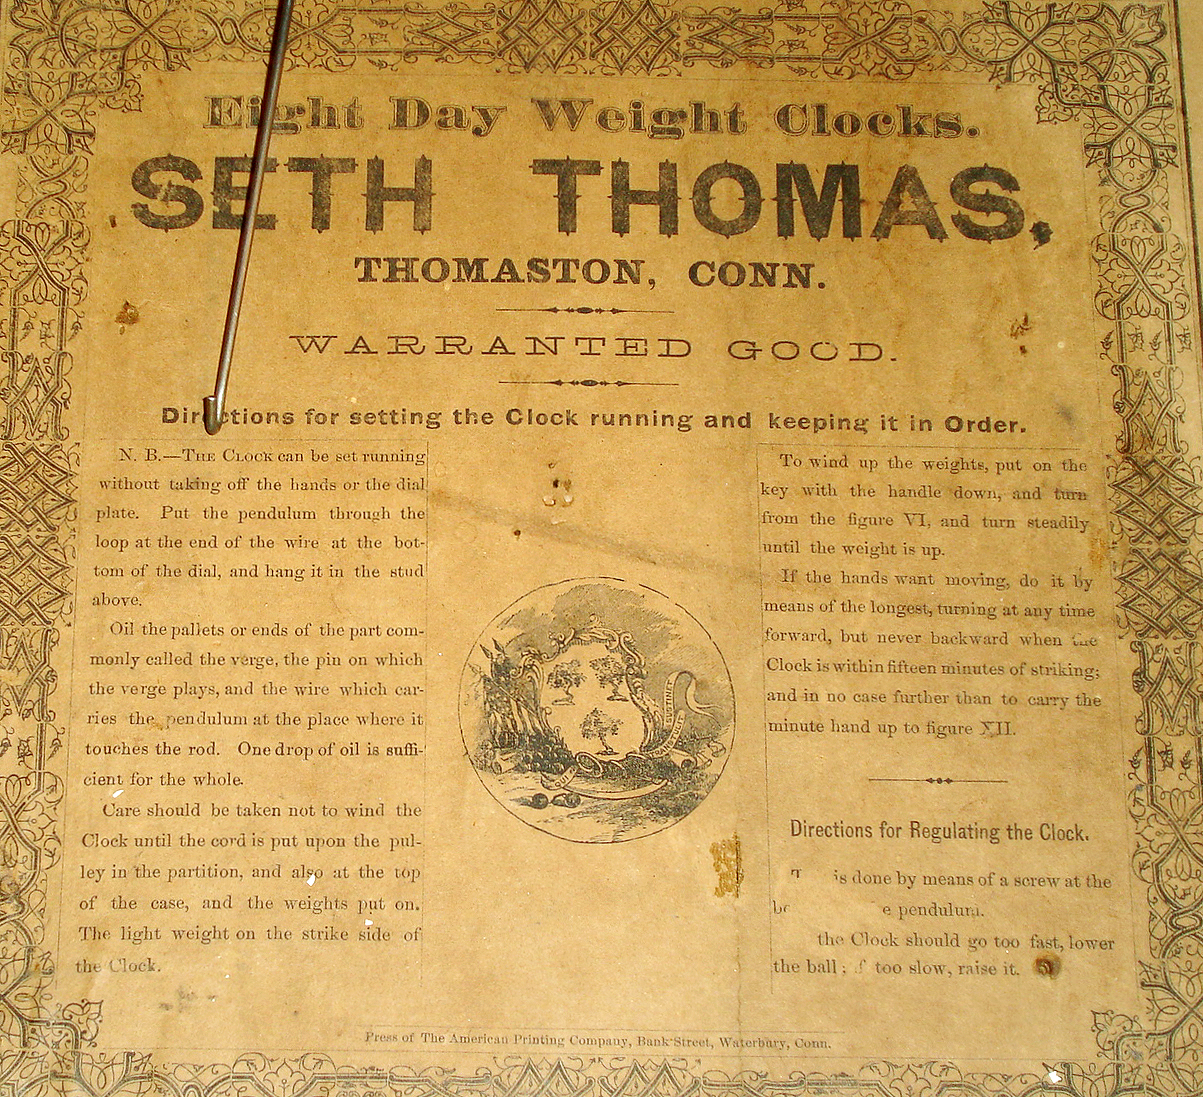 Eight Day Weight Clocks.
SETH THOMAS,
THOMASTON, CONN.
WARRANTED GOOD.
Directions for setting the Clock running and keeping it in Order.
N. B.—THE CLOCK can be set running
without taking off the hands or the dial
plate. Put the pendulum through the
loop at the end of the wire at the bot-
tom of the dial, and hang it in the stud
above.
Oil the pallets or ends of the part com-
monly called the verge, the pin on which
the verge plays, and the wire which car-
ries the pendulum at the place where it
touches the rod. One drop of oil is suffi-
cient for the whole.
Care should be taken not to wind the
Clock until the cord is put upon the pul-
ley in the partition, and also at the top
of the case, and the weights put on.
The light weight on the strike side of
the Clock.
To wind up the weights, put on the
key with the handle down, and turn
from the figure VI, and turn steadily
until the weight is up.
If the hands want moving, do it by
means of the longest, turning at any time
forward, but never backward when the
Clock is within fifteen minutes of striking;
and in no case further than to carry the
minute hand up to figure XII.
Directions for Regulating the Clock.
is done by means of a screw at the
pendulum.
the Clock should go too fast, lower
the ball; if too slow, raise it.
Press of The American Printing Company, Bank Street, Waterbury, Conn.